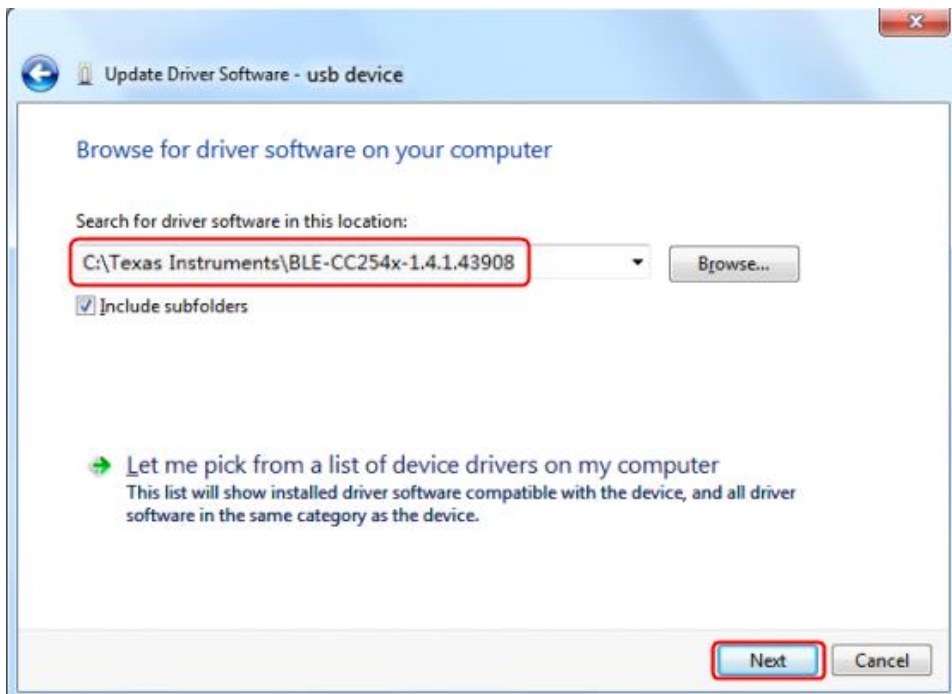 Update Driver Software - usb device
Browse for driver software on your computer
Search for driver software in this location:
C:\Texas Instruments\BLE-CC254x-1.4.1.43908
Browse...
Include subfolders
Let me pick from a list of device drivers on my computer
This list will show installed driver software compatible with the device, and all driver
software in the same category as the device.
Next
Cancel